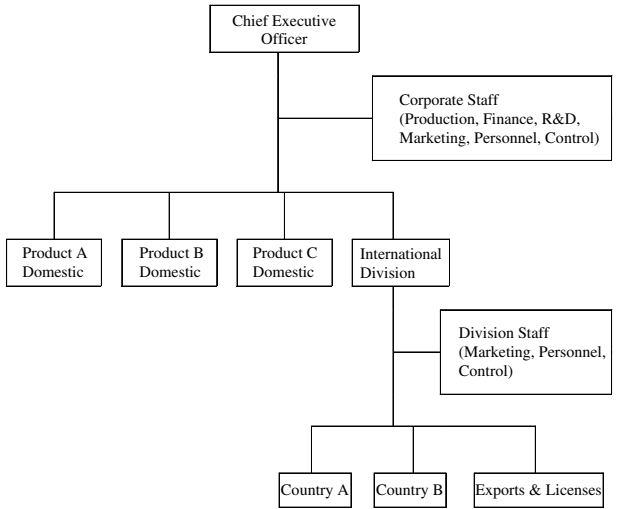 Chief Executive
Officer
Corporate Staff
(Production, Finance, R&D,
Marketing, Personnel, Control)
Product A
Domestic
Product B
Domestic
Product C
Domestic
International
Division
Division Staff
(Marketing, Personnel,
Control)
Country A
Country B
Exports & Licenses